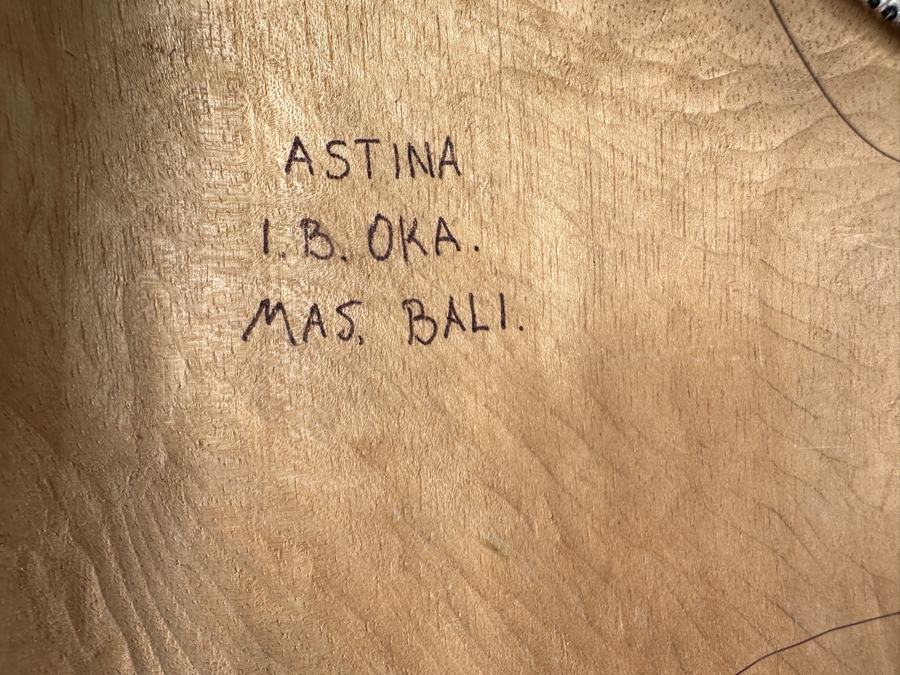 ASTINA
I. B. OKA.
MAS, BALI.